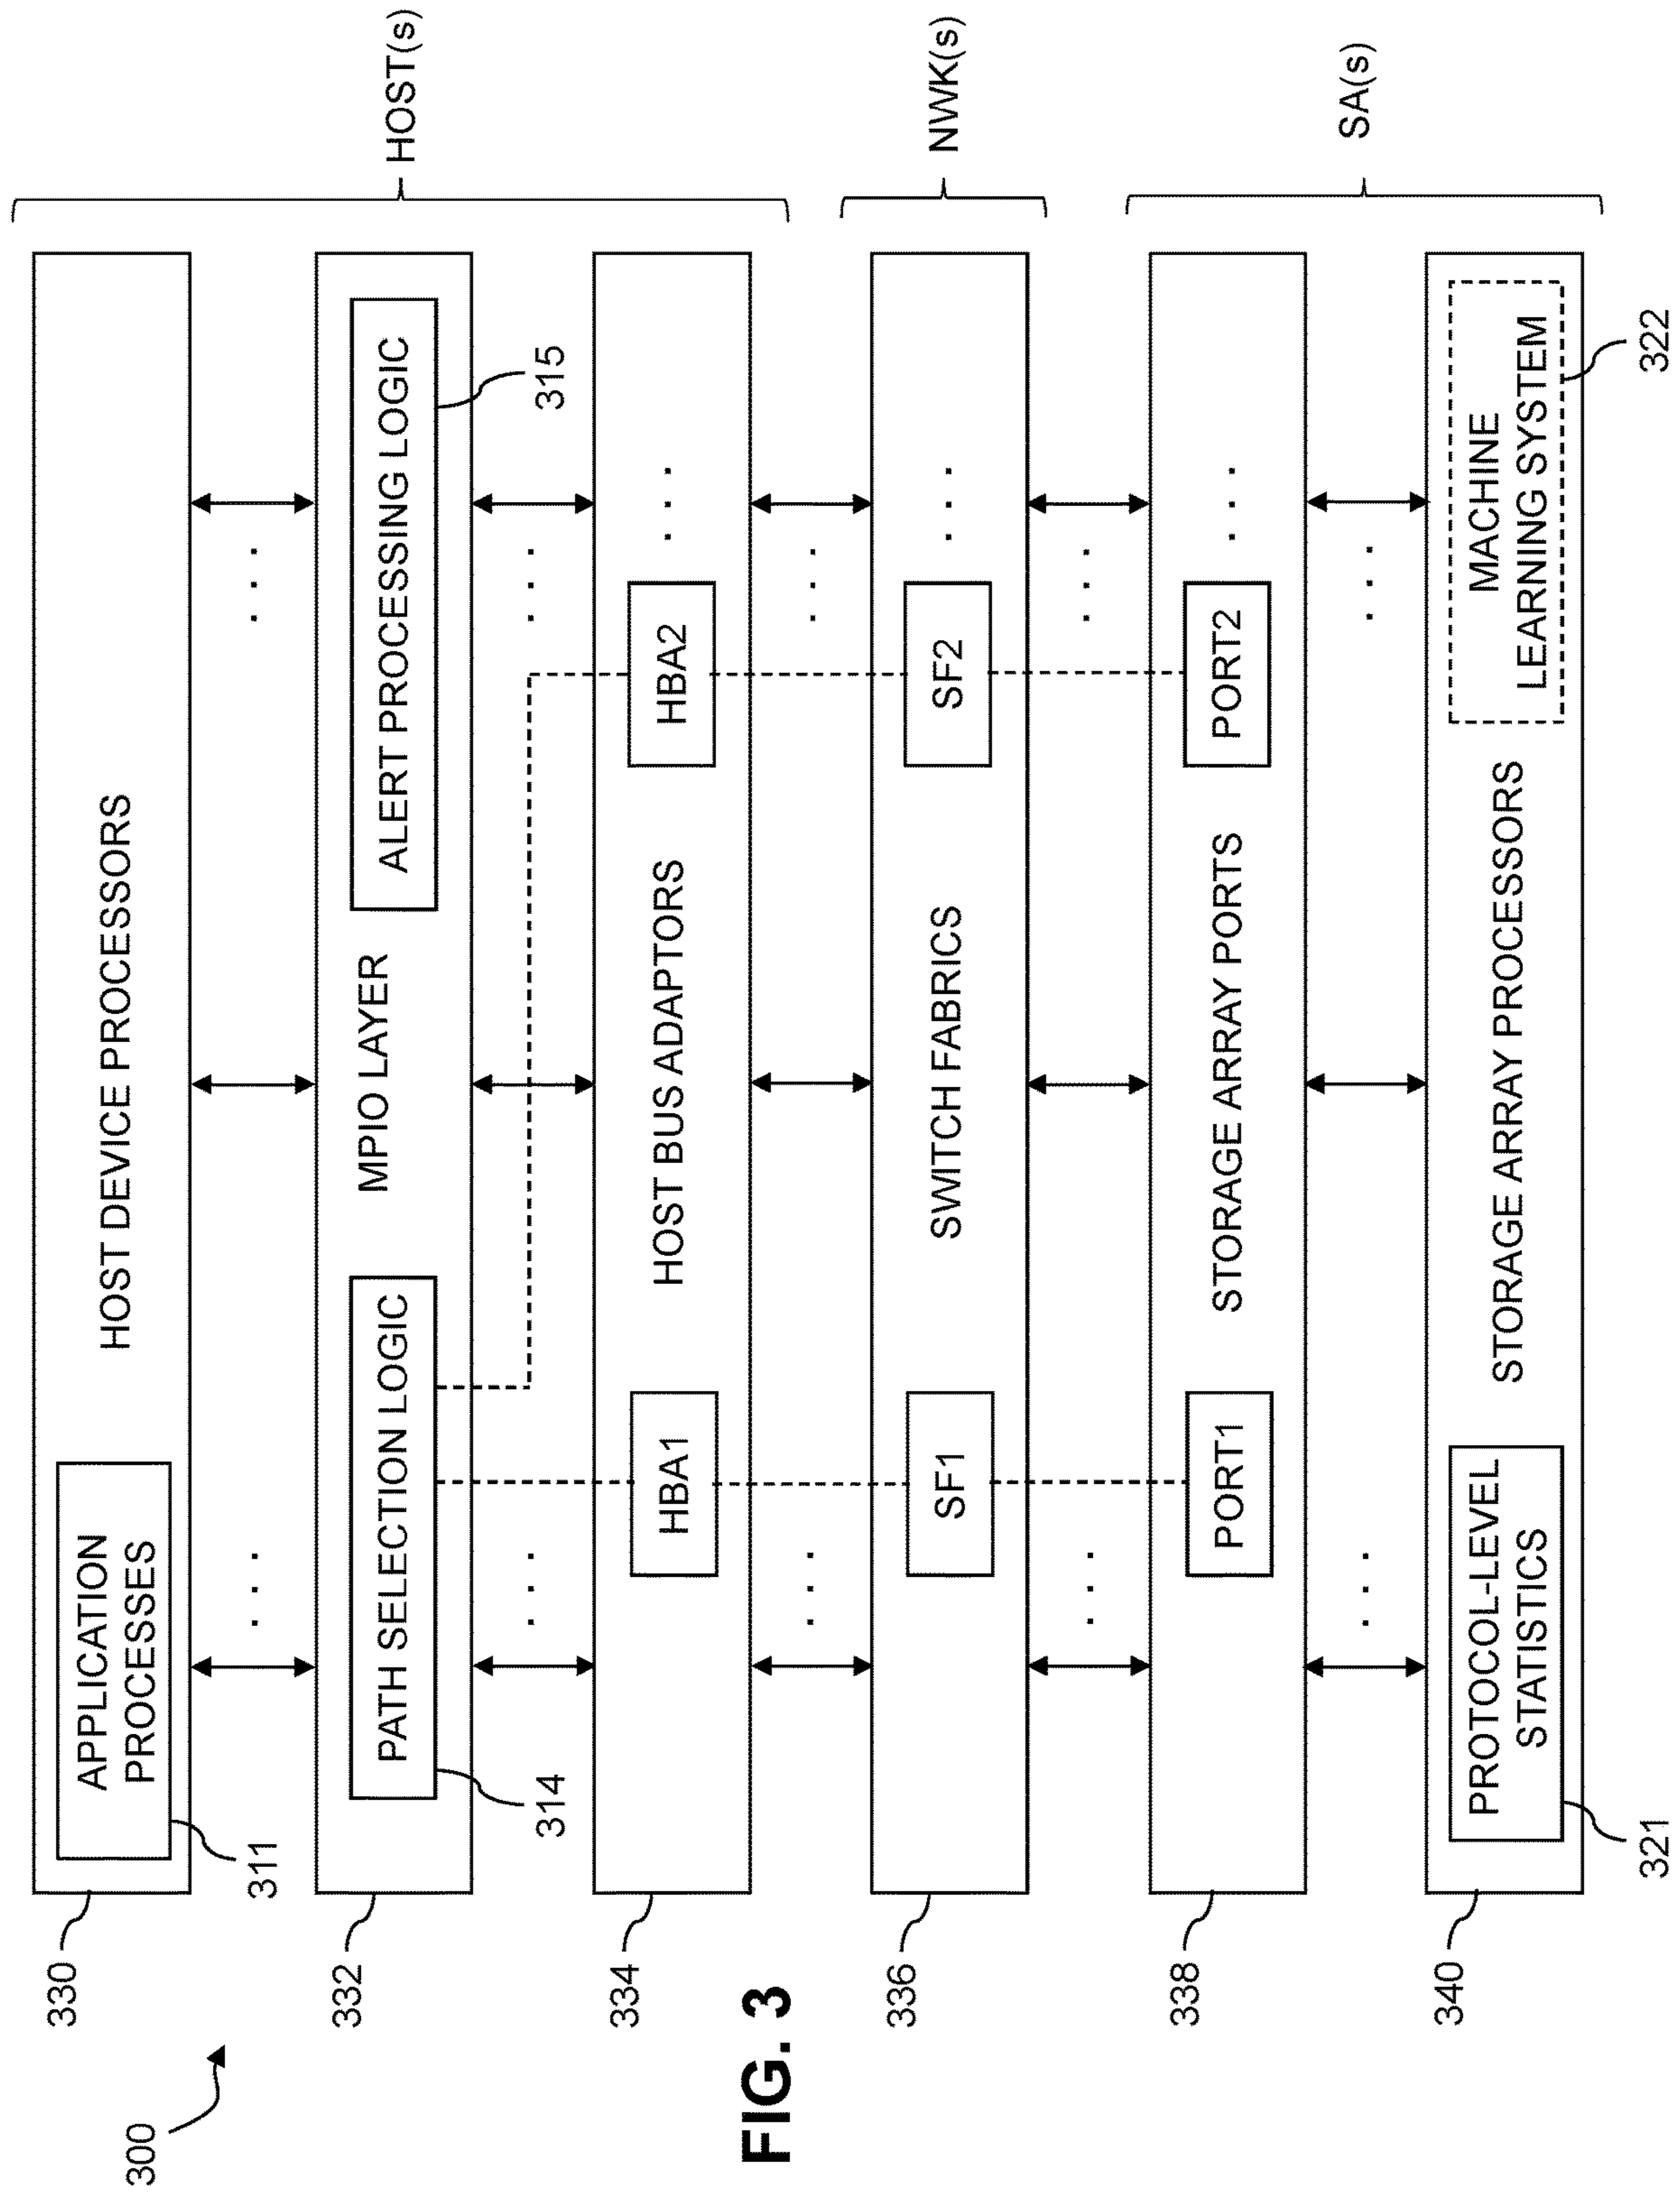 300
330
HOST DEVICE PROCESSORS
APPLICATION
PROCESSES
311
HOST(s)
332
PATH SELECTION LOGIC
314
MPIO LAYER
ALERT PROCESSING LOGIC
315
334
HBA1
HOST BUS ADAPTORS
HBA2
336
SF1
SWITCH FABRICS
SF2
NWK(s)
338
PORT1
STORAGE ARRAY PORTS
PORT2
SA(s)
340
PROTOCOL-LEVEL
STATISTICS
321
STORAGE ARRAY PROCESSORS
MACHINE
LEARNING SYSTEM
322
FIG. 3